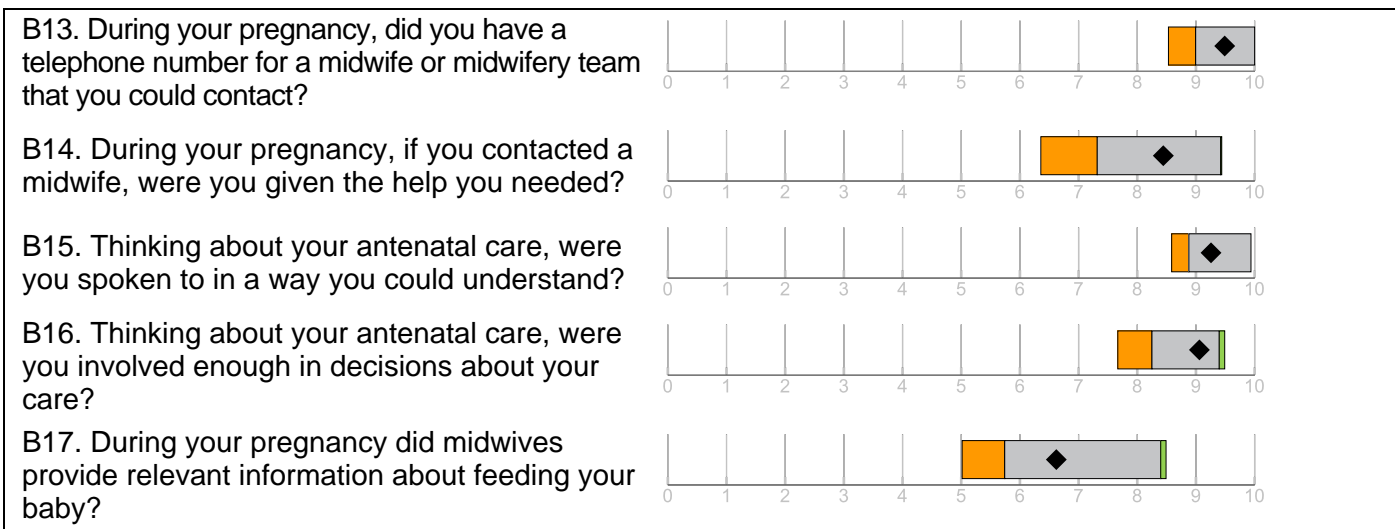 B13. During your pregnancy, did you have a
telephone number for a midwife or midwifery team
that you could contact?
0 1 2 3 4 5 6 7 8 9 10
B14. During your pregnancy, if you contacted a
midwife, were you given the help you needed?
0 1 2 3 4 5 6 7 8 9 10
B15. Thinking about your antenatal care, were
you spoken to in a way you could understand?
0 1 2 3 4 5 6 7 8 9 10
B16. Thinking about your antenatal care, were
you involved enough in decisions about your
care?
0 1 2 3 4 5 6 7 8 9 10
B17. During your pregnancy did midwives
provide relevant information about feeding your
baby?
0 1 2 3 4 5 6 7 8 9 10